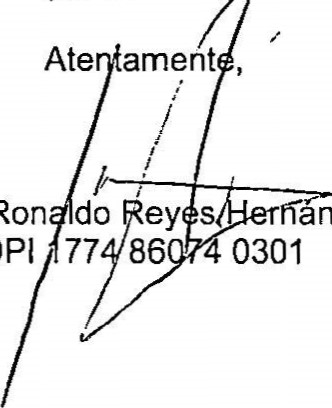 Atentamente,
Ronaldo Reyes Hernán
DPI 1774 86074 0301